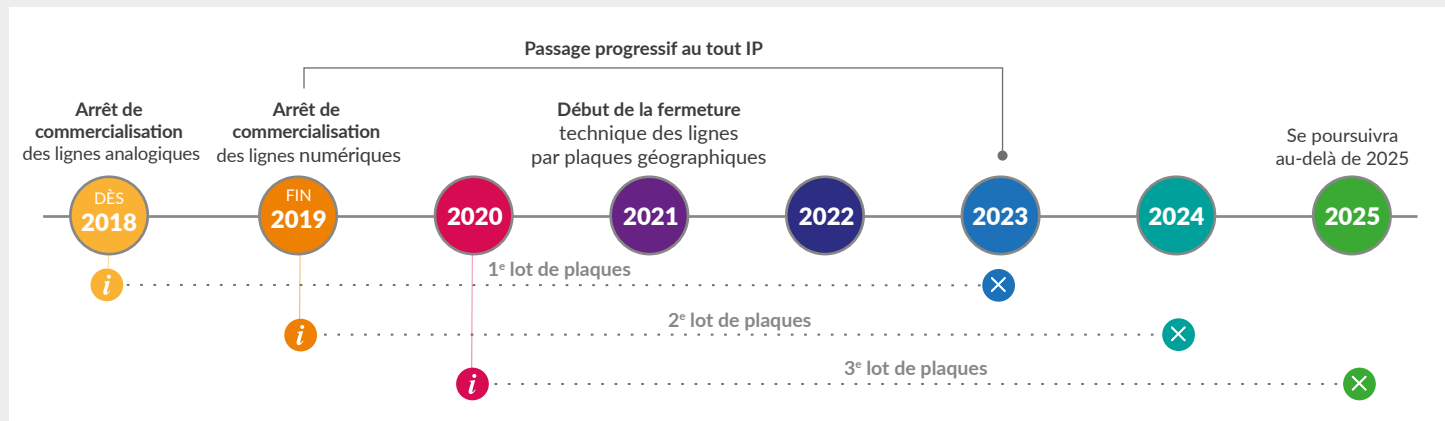 Passage progressif au tout IP
Arrêt de
commercialisation
des lignes analogiques
Arrêt de
commercialisation
des lignes numériques
Début de la fermeture
technique des lignes
par plaques géographiques
Se poursuivra
au-delà de 2025
DÈS
2018
FIN
2019
2020
2021
2022
2023
2024
2025
i
1e lot de plaques
i
2e lot de plaques
i
3e lot de plaques